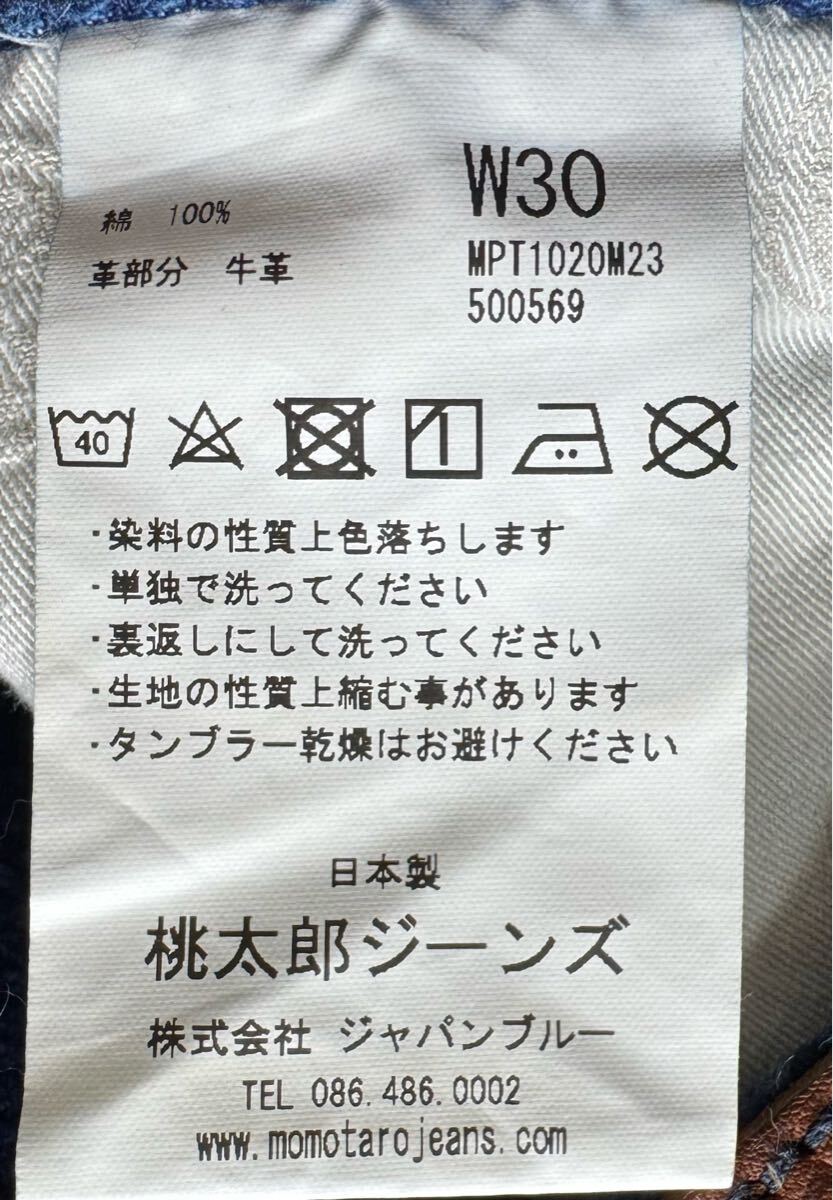 W30
綿 100%
革部分 牛革
MPT1020M23
500569
40
・染料の性質上色落ちします
・単独で洗ってください
・裏返しにして洗ってください
・生地の性質上縮む事があります
・タンブラー乾燥はお避けください
日本製
桃太郎ジーンズ
株式会社 ジャパンブルー
TEL 086.486.0002
www.momotarojeans.com